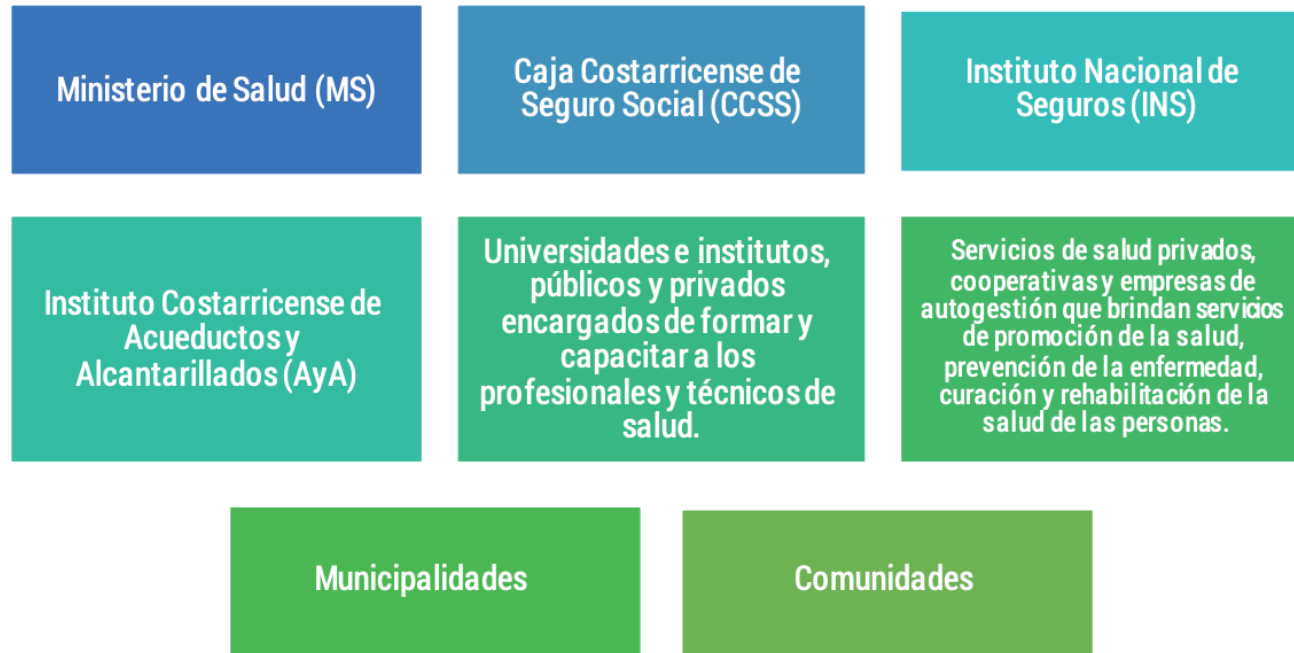 Ministerio de Salud (MS)
Caja Costarricense de
Seguro Social (CCSS)
Instituto Nacional de
Seguros (INS)
Instituto Costarricense de
Acueductos y
Alcantarillados (AyA)
Universidades e institutos,
públicos y privados
encargados de formar y
capacitar a los
profesionales y técnicos de
salud.
Servicios de salud privados,
cooperativas y empresas de
autogestión que brindan servicios
de promoción de la salud,
prevención de la enfermedad,
curación y rehabilitación de la
salud de las personas.
Municipalidades
Comunidades